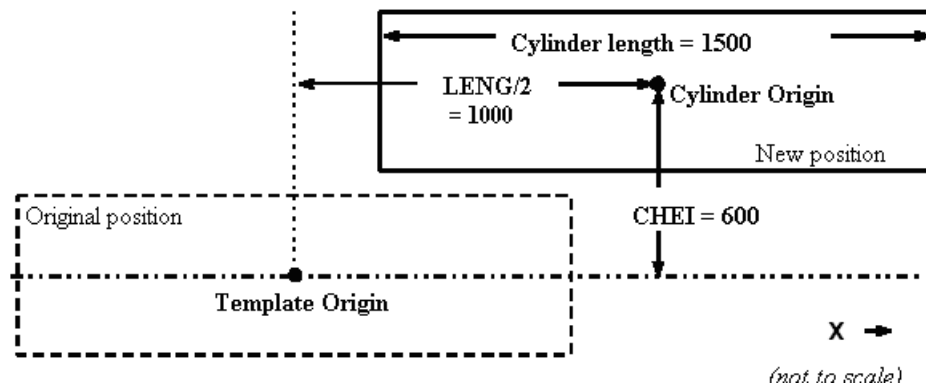 Cylinder length = 1500
LENG/2
= 1000
Cylinder Origin
New position
Original position
CHEI = 600
Template Origin
X
(not to scale)